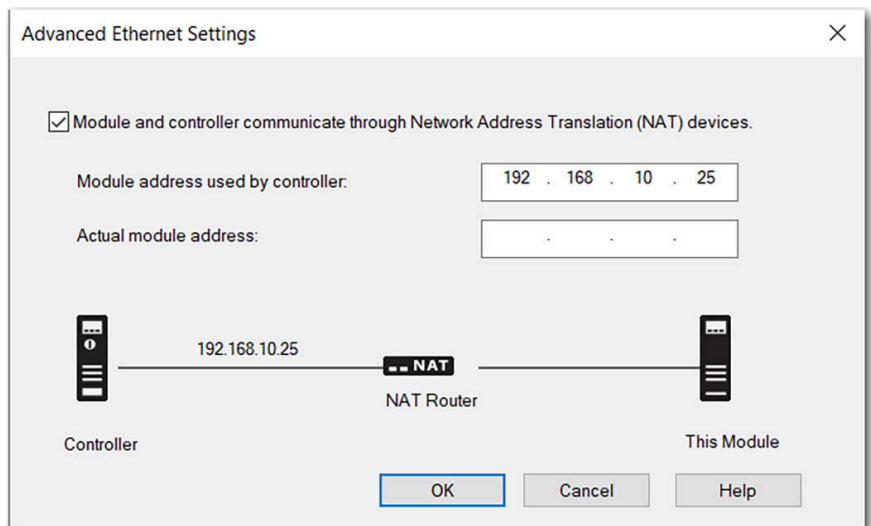 Advanced Ethernet Settings
Module and controller communicate through Network Address Translation (NAT) devices.
Module address used by controller: 192 . 168 . 10 . 25
Actual module address: . . .
192.168.10.25
NAT
NAT Router
Controller
This Module
OK Cancel Help